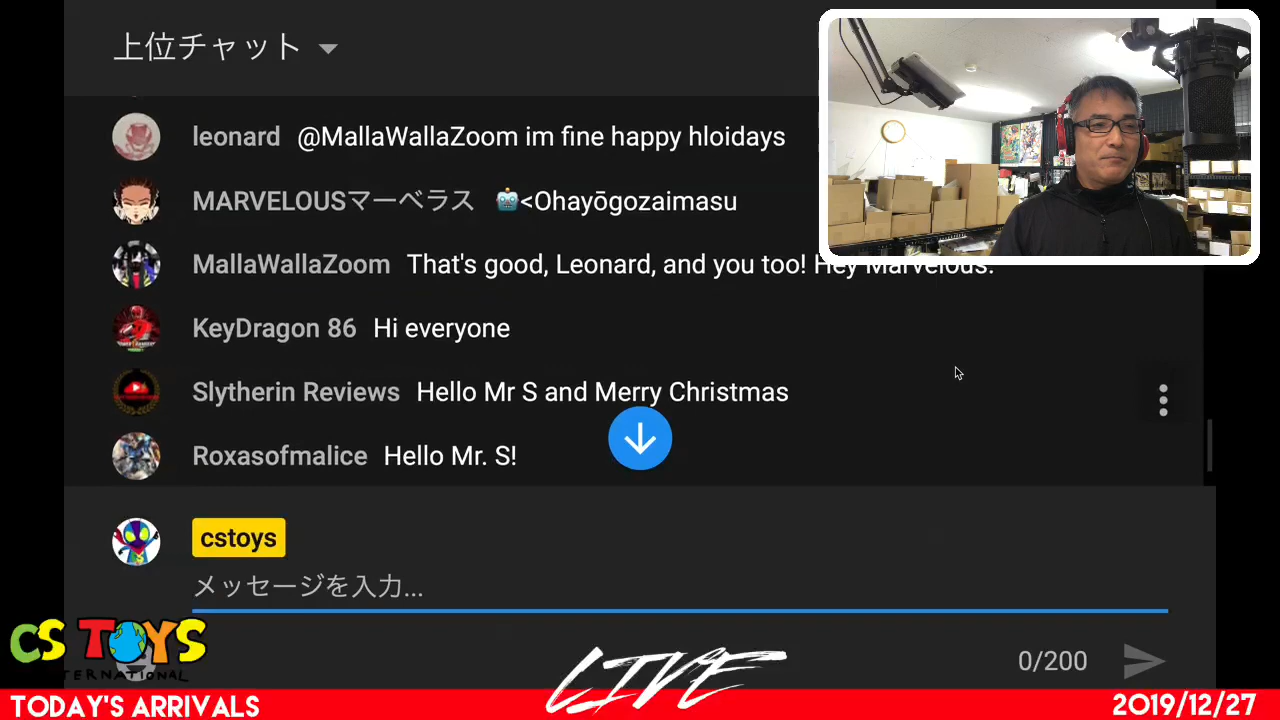 上位チャット
leonard @MallaWallaZoom im fine happy hloidays
MARVELOUSマーベラス <Ohayōgozaimasu
MallaWallaZoom That's good, Leonard, and you too! Hey Marvelous.
KeyDragon 86 Hi everyone
Slytherin Reviews Hello Mr S and Merry Christmas
Roxasofmalice Hello Mr. S!
cstoys
メッセージを入力...
CS TOYS
INTERNATIONAL
LIVE
0/200
TODAY'S ARRIVALS
2019/12/27